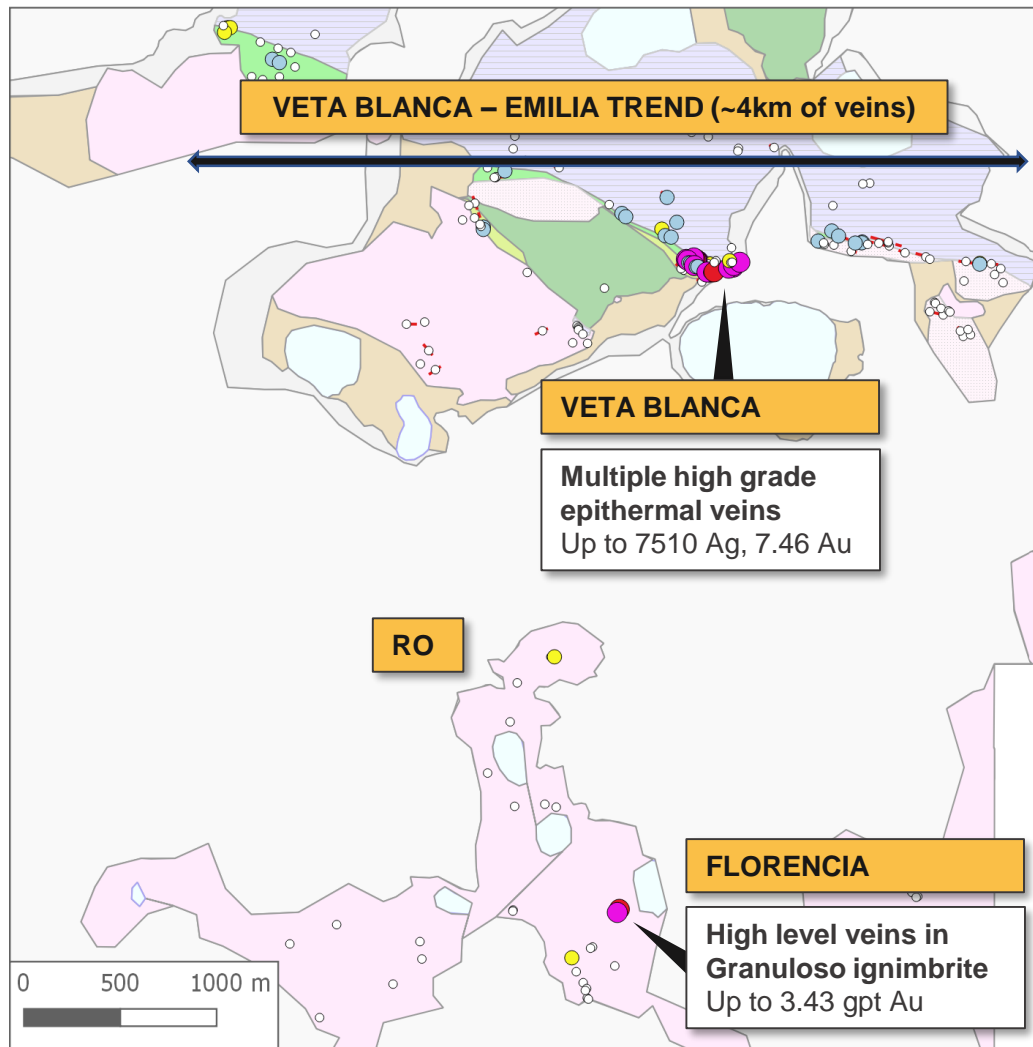 VETA BLANCA – EMILIA TREND (~4km of veins)
VETA BLANCA
Multiple high grade
epithermal veins
Up to 7510 Ag, 7.46 Au
RO
FLORENCIA
High level veins in
Granuloso ignimbrite
Up to 3.43 gpt Au
0 500 1000 m